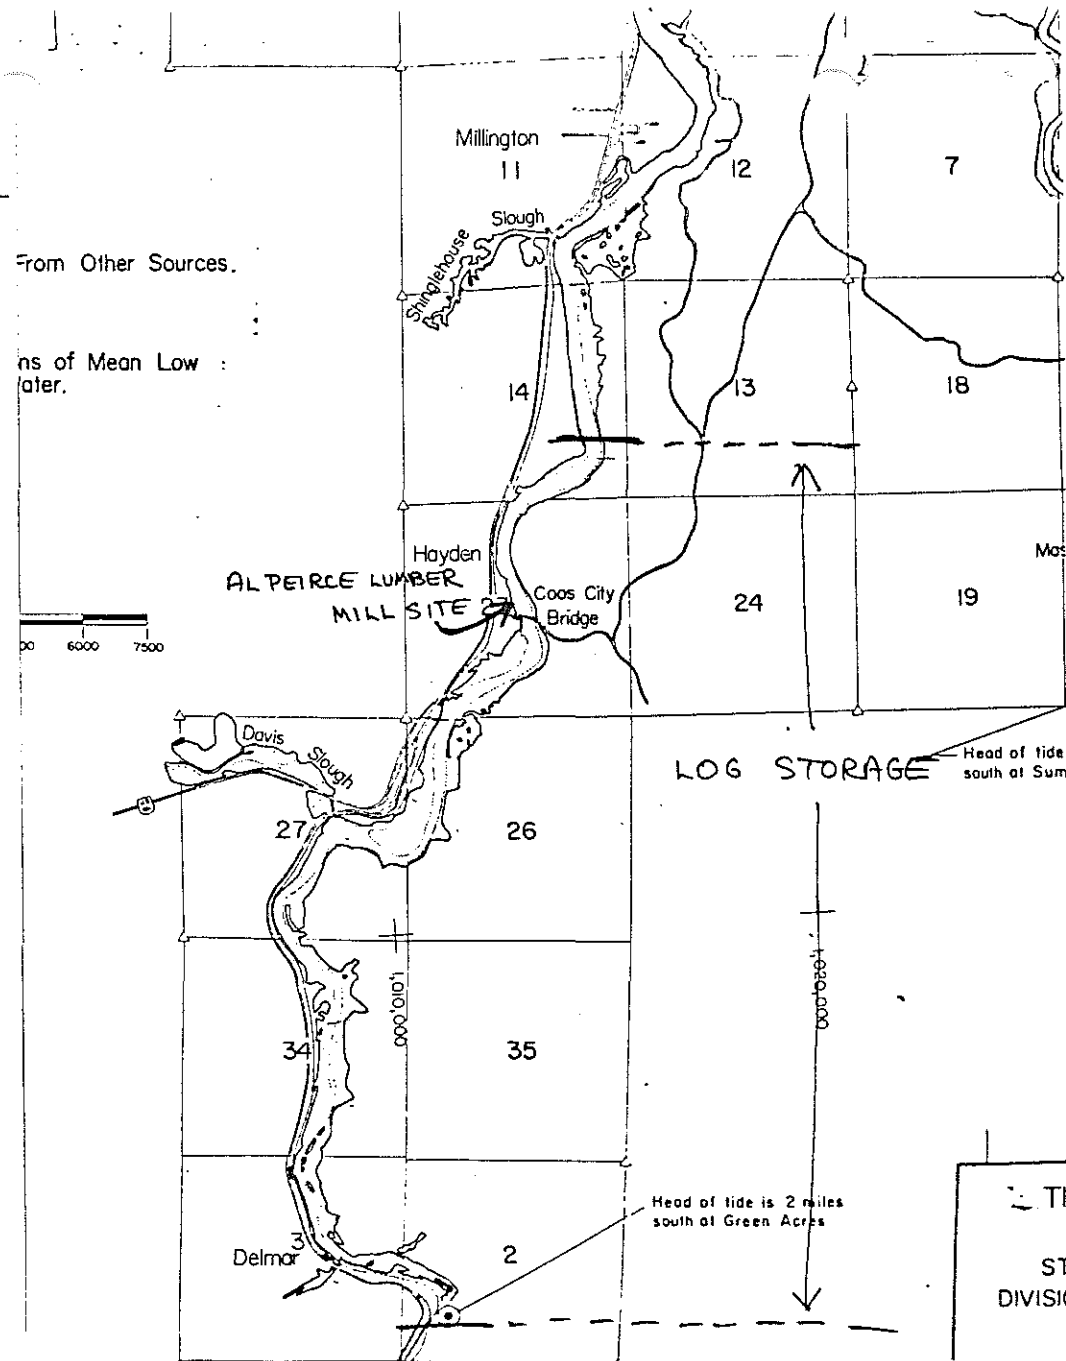 Millington
11
12
7
Slough
Shinglehouse
From Other Sources.
ns of Mean Low
ater.
14
13
18
Hayden
AL PEIRCE LUMBER
MILL SITE
Coos City
Bridge
24
19
6000 7500
Davis
Slough
LOG STORAGE
Head of tide
south at Sum
27
26
1,010,000
1,020,000
34
35
Head of tide is 2 miles
south at Green Acres
3
Delmar
2
ST
DIVISIO